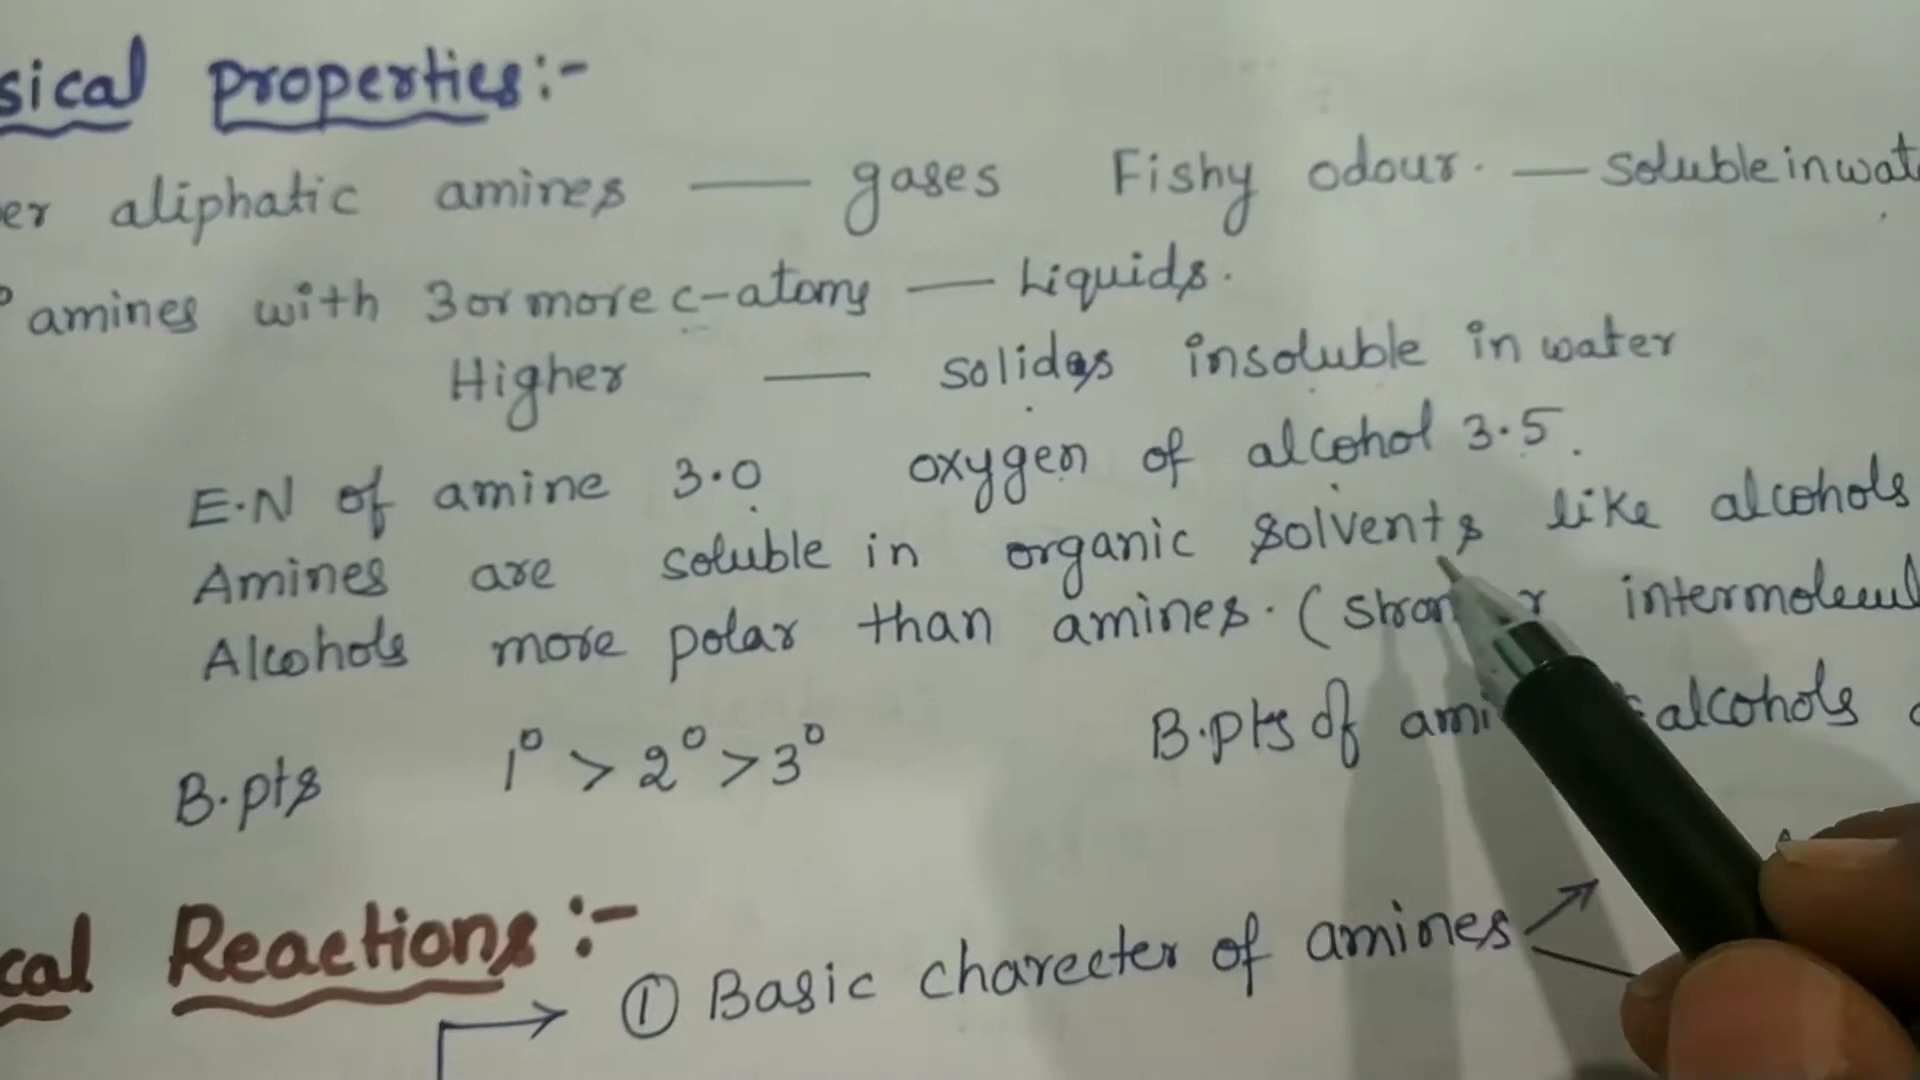 sical properties:-
er aliphatic amines — gases Fishy odour. — soluble in wat
° amines with 3 or more c-atoms — Liquids.
Higher — solids insoluble in water
E.N of amine 3.0 oxygen of alcohol 3.5.
Amines are soluble in organic solvents like alcohols
Alcohols more polar than amines. ( intermolecul
B.pts 1° > 2° > 3° B.pts of ami alcohols
cal Reactions:-
① Basic charecter of amines